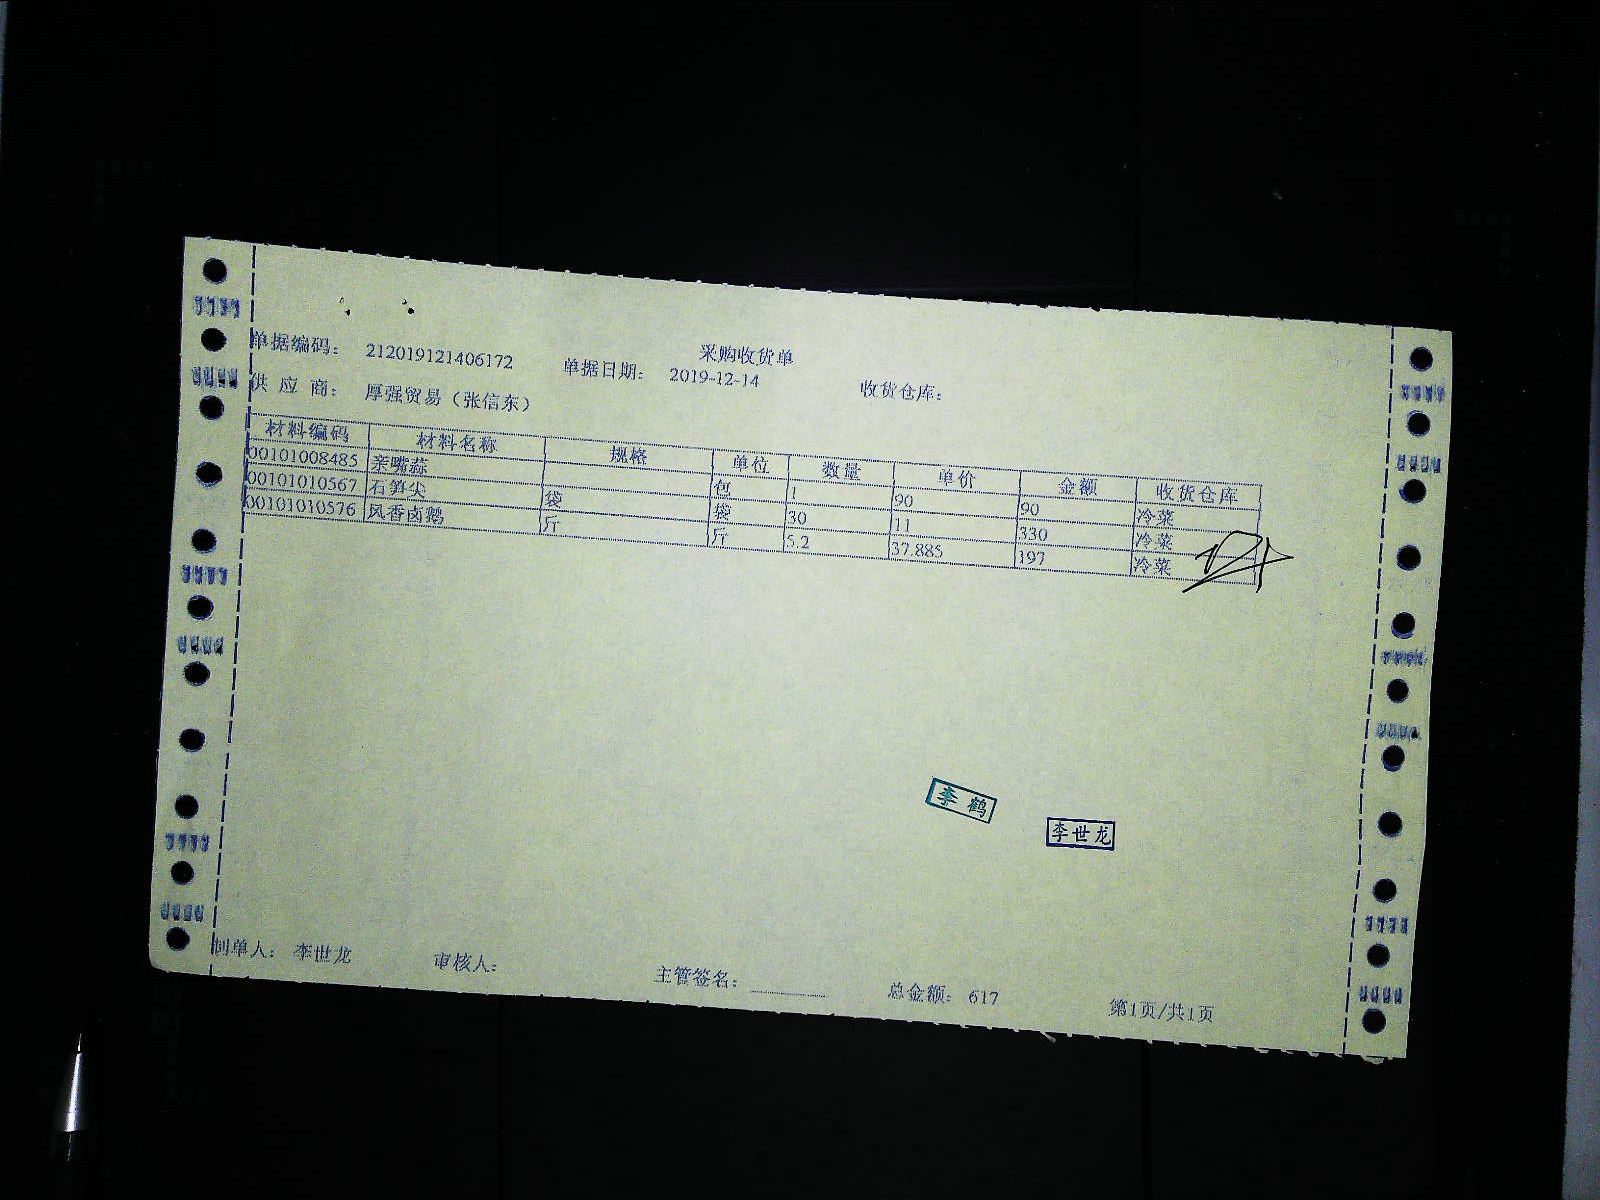 采购收货单
单据编码： 212019121406172 单据日期： 2019-12-14 收货仓库：
供 应 商： 厚强贸易（张信东）
材料编码 材料名称 规格 单位 数量 单价 金额 收货仓库
00101008485 亲嘴蒜 包 1 90 90 冷菜
00101010567 石笋尖 袋 袋 30 11 330 冷菜
00101010576 风香卤鹅 斤 斤 5.2 37.885 197 冷菜
李鹤
李世龙
制单人： 李世龙 审核人： 主管签名： 总金额： 617 第1页/共1页